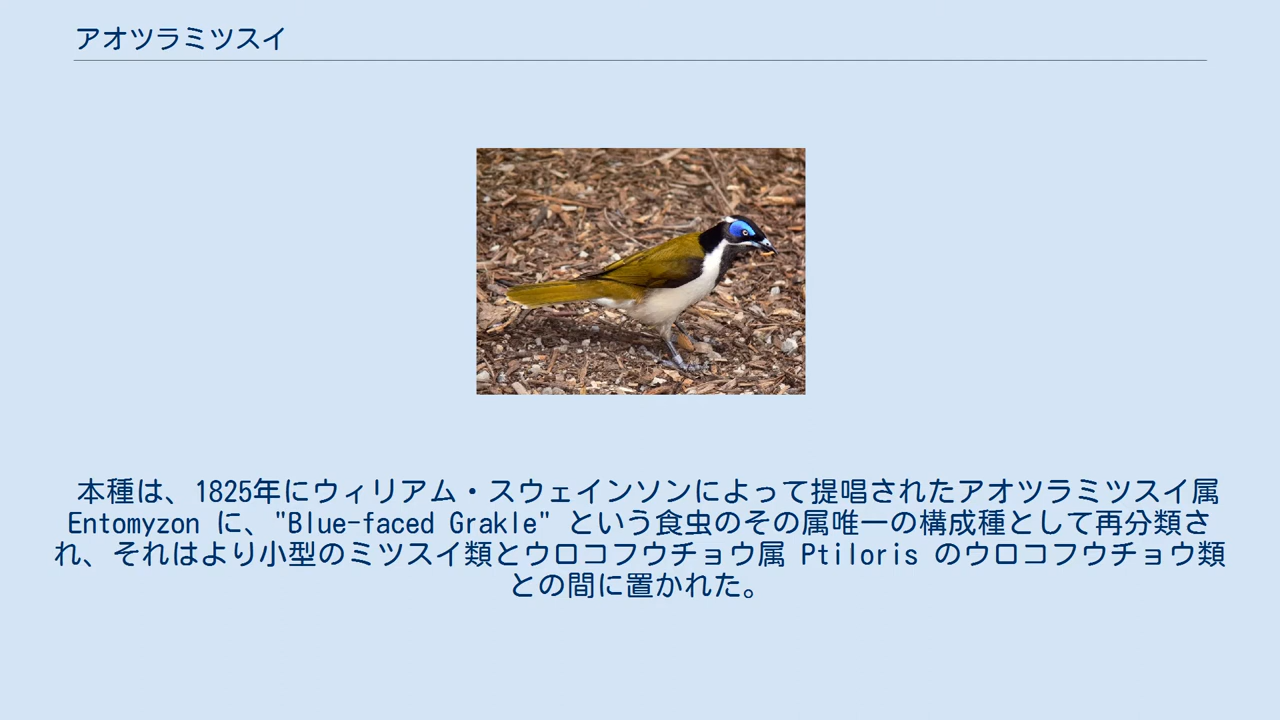 アオツラミツスイ
本種は、1825年にウィリアム・スウェインソンによって提唱されたアオツラミツスイ属
Entomyzon に、"Blue-faced Grakle" という食虫のその属唯一の構成種として再分類さ
れ、それはより小型のミツスイ類とウロコフウチョウ属 Ptiloris のウロコフウチョウ類
との間に置かれた。